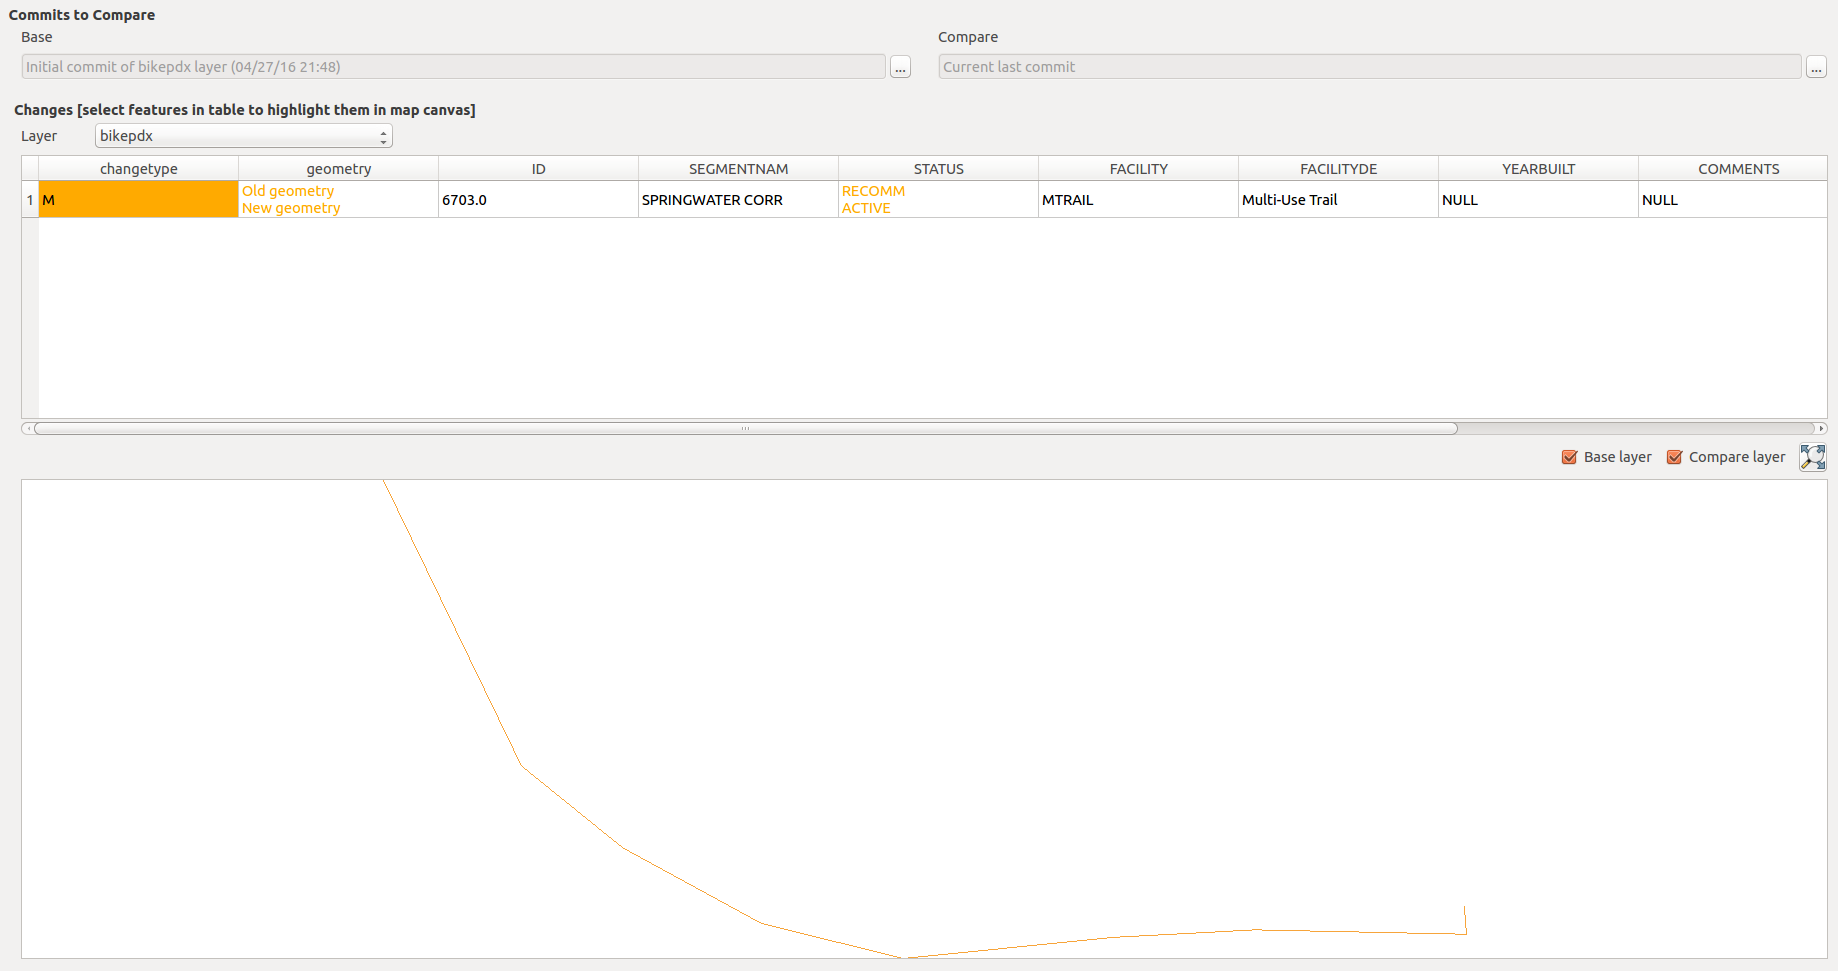 Commits to Compare
Base
Compare
Initial commit of bikepdx layer (04/27/16 21:48)
...
Current last commit
...
Changes [select features in table to highlight them in map canvas]
Layer
bikepdx
changetype geometry ID SEGMENTNAM STATUS FACILITY FACILITYDE YEARBUILT COMMENTS
1 M Old geometry New geometry 6703.0 SPRINGWATER CORR RECOMM ACTIVE MTRAIL Multi-Use Trail NULL NULL
Base layer
Compare layer